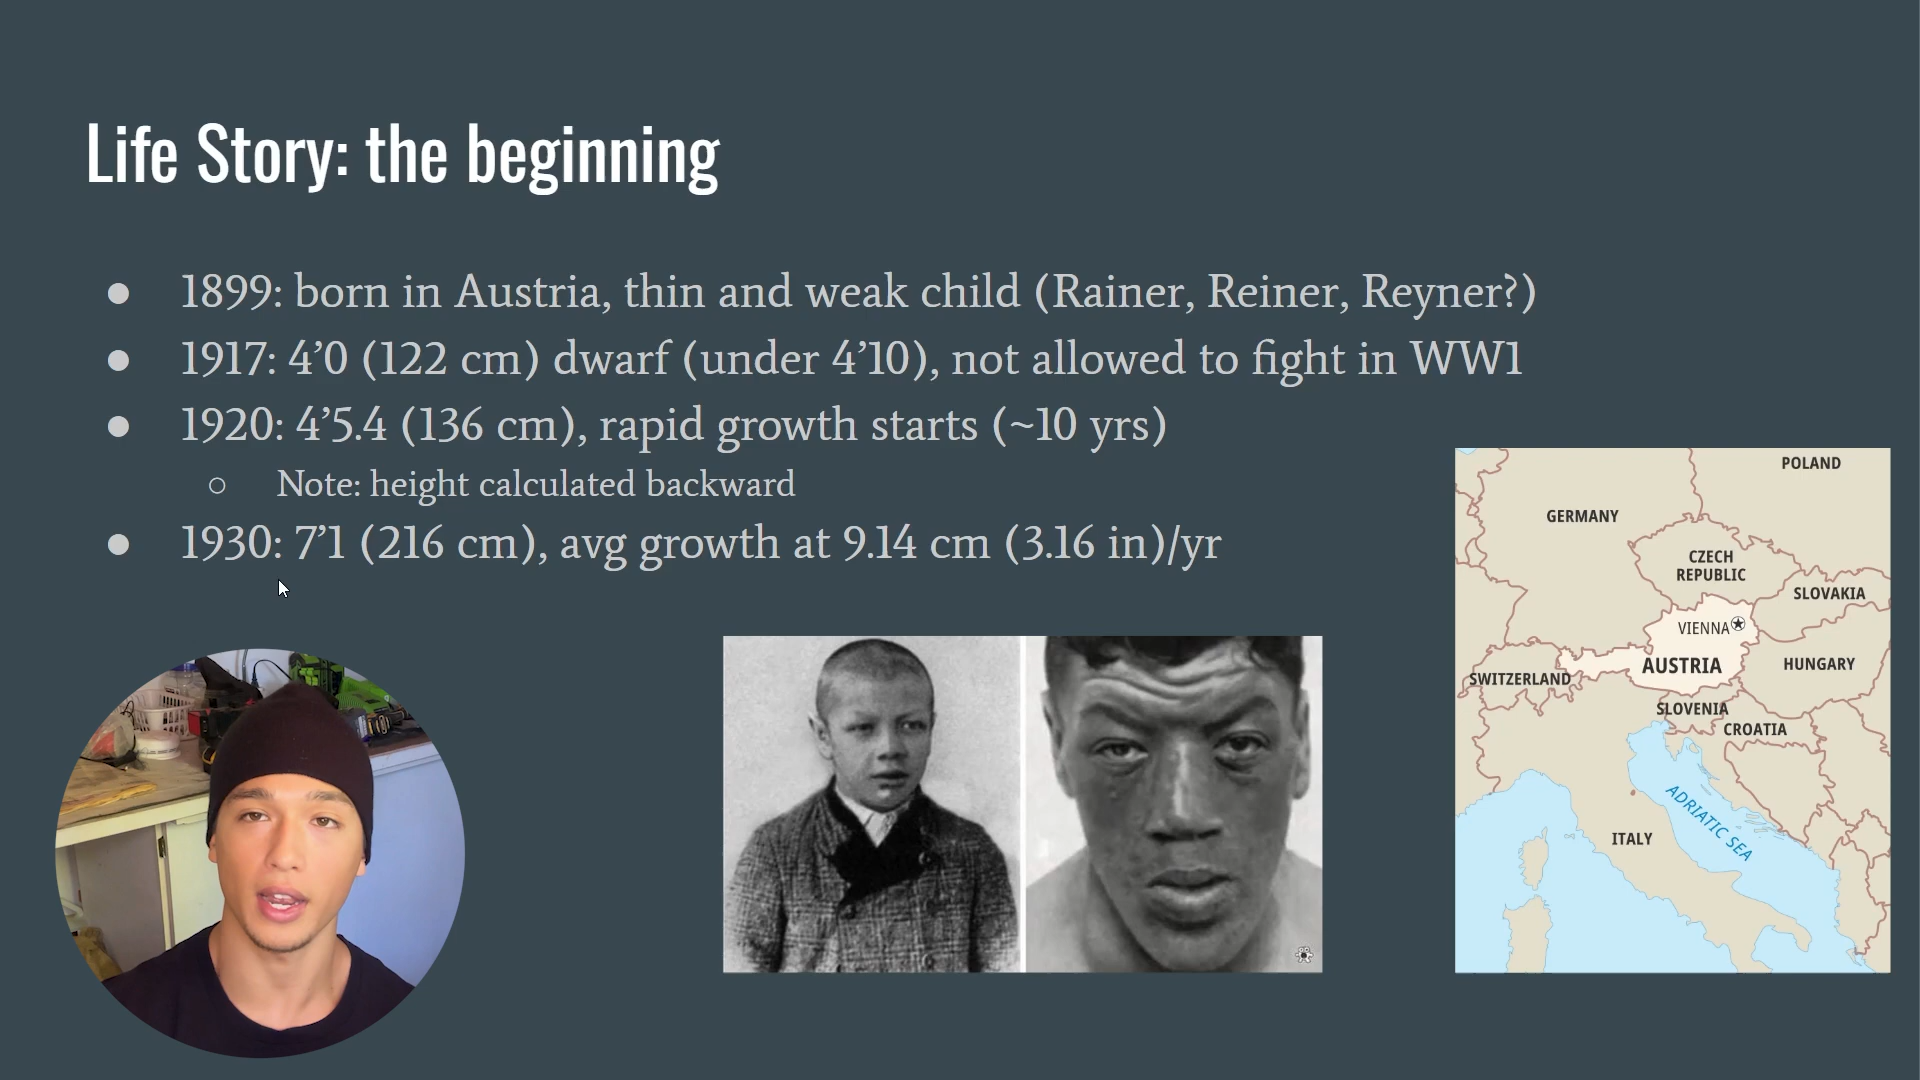 Life Story: the beginning
● 1899: born in Austria, thin and weak child (Rainer, Reiner, Reyner?)
● 1917: 4’0 (122 cm) dwarf (under 4’10), not allowed to fight in WW1
● 1920: 4’5.4 (136 cm), rapid growth starts (~10 yrs)
○ Note: height calculated backward
● 1930: 7’1 (216 cm), avg growth at 9.14 cm (3.16 in)/yr
POLAND
GERMANY
CZECH
REPUBLIC
SLOVAKIA
VIENNA
AUSTRIA
HUNGARY
SWITZERLAND
SLOVENIA
CROATIA
ADRIATIC SEA
ITALY